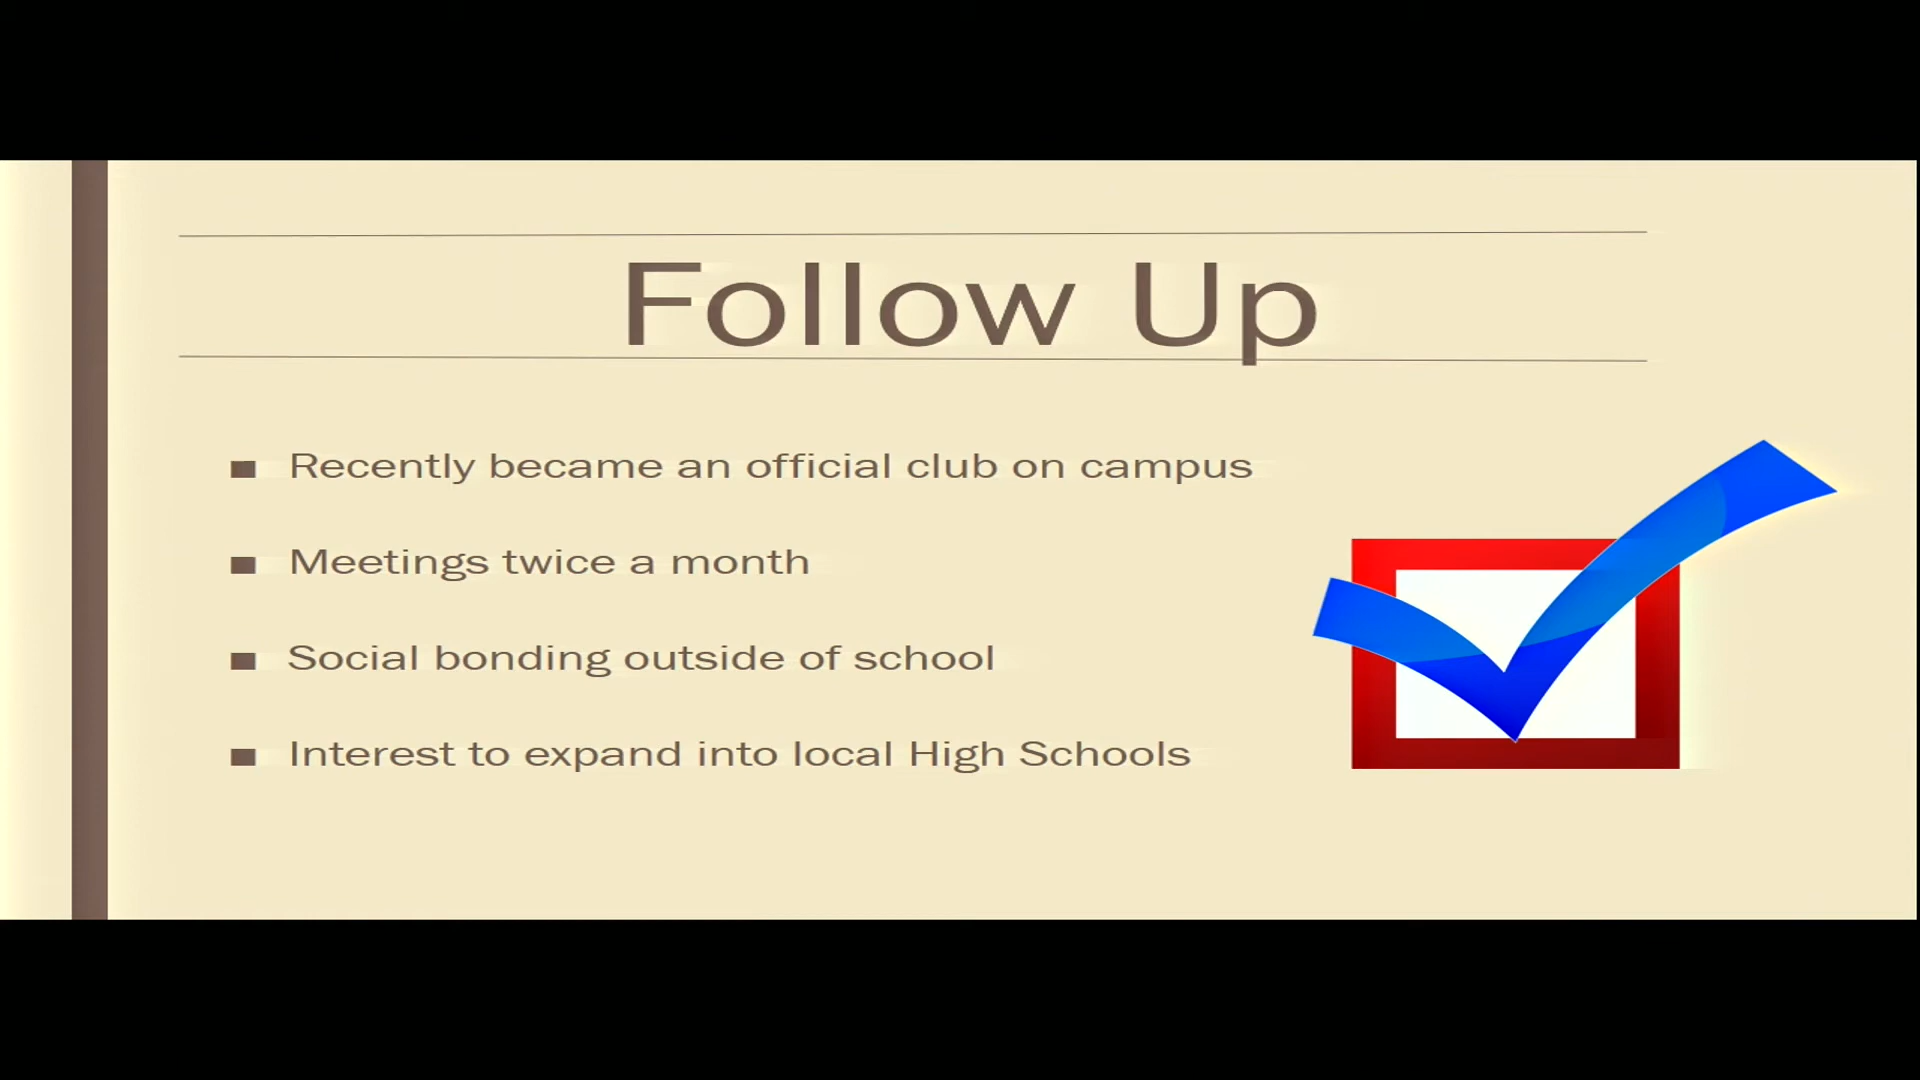 Follow Up
Recently became an official club on campus
Meetings twice a month
Social bonding outside of school
Interest to expand into local High Schools